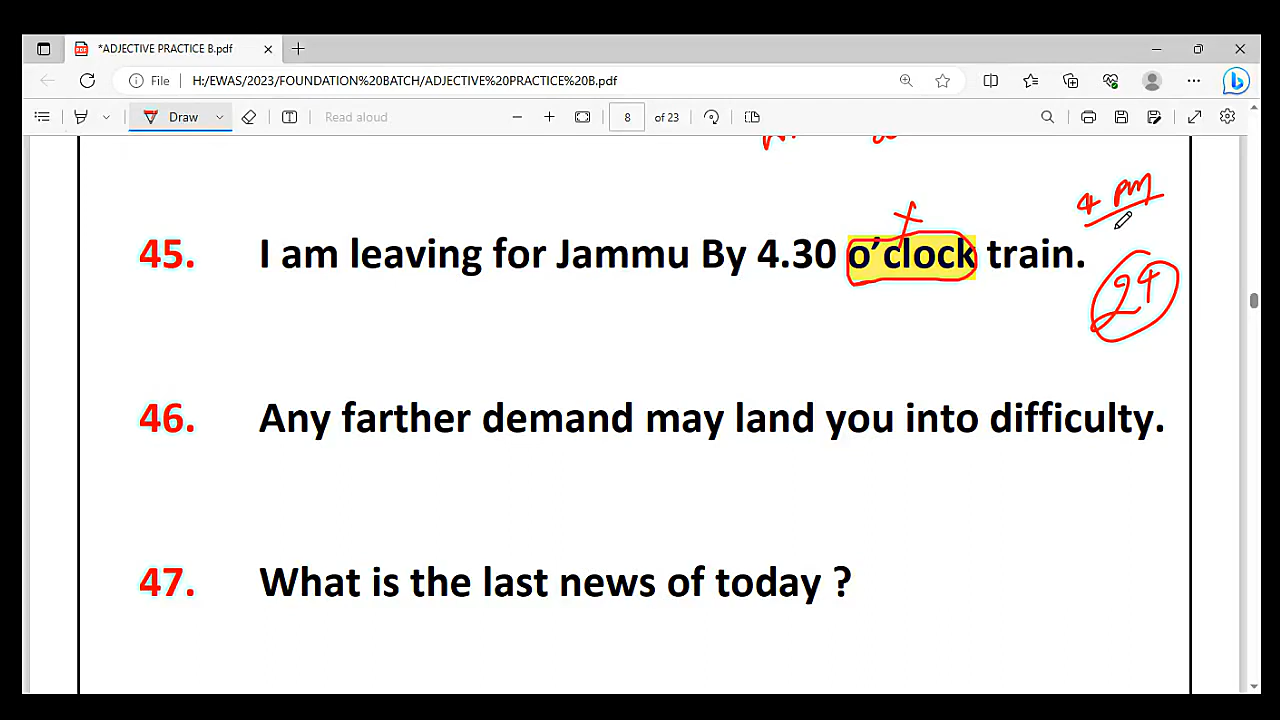 *ADJECTIVE PRACTICE B.pdf
File H:/EWAS/2023/FOUNDATION%20BATCH/ADJECTIVE%20PRACTICE%20B.pdf
Draw Read aloud 8 of 23
4 PM
45. I am leaving for Jammu By 4.30 o'clock train.
24
46. Any farther demand may land you into difficulty.
47. What is the last news of today ?